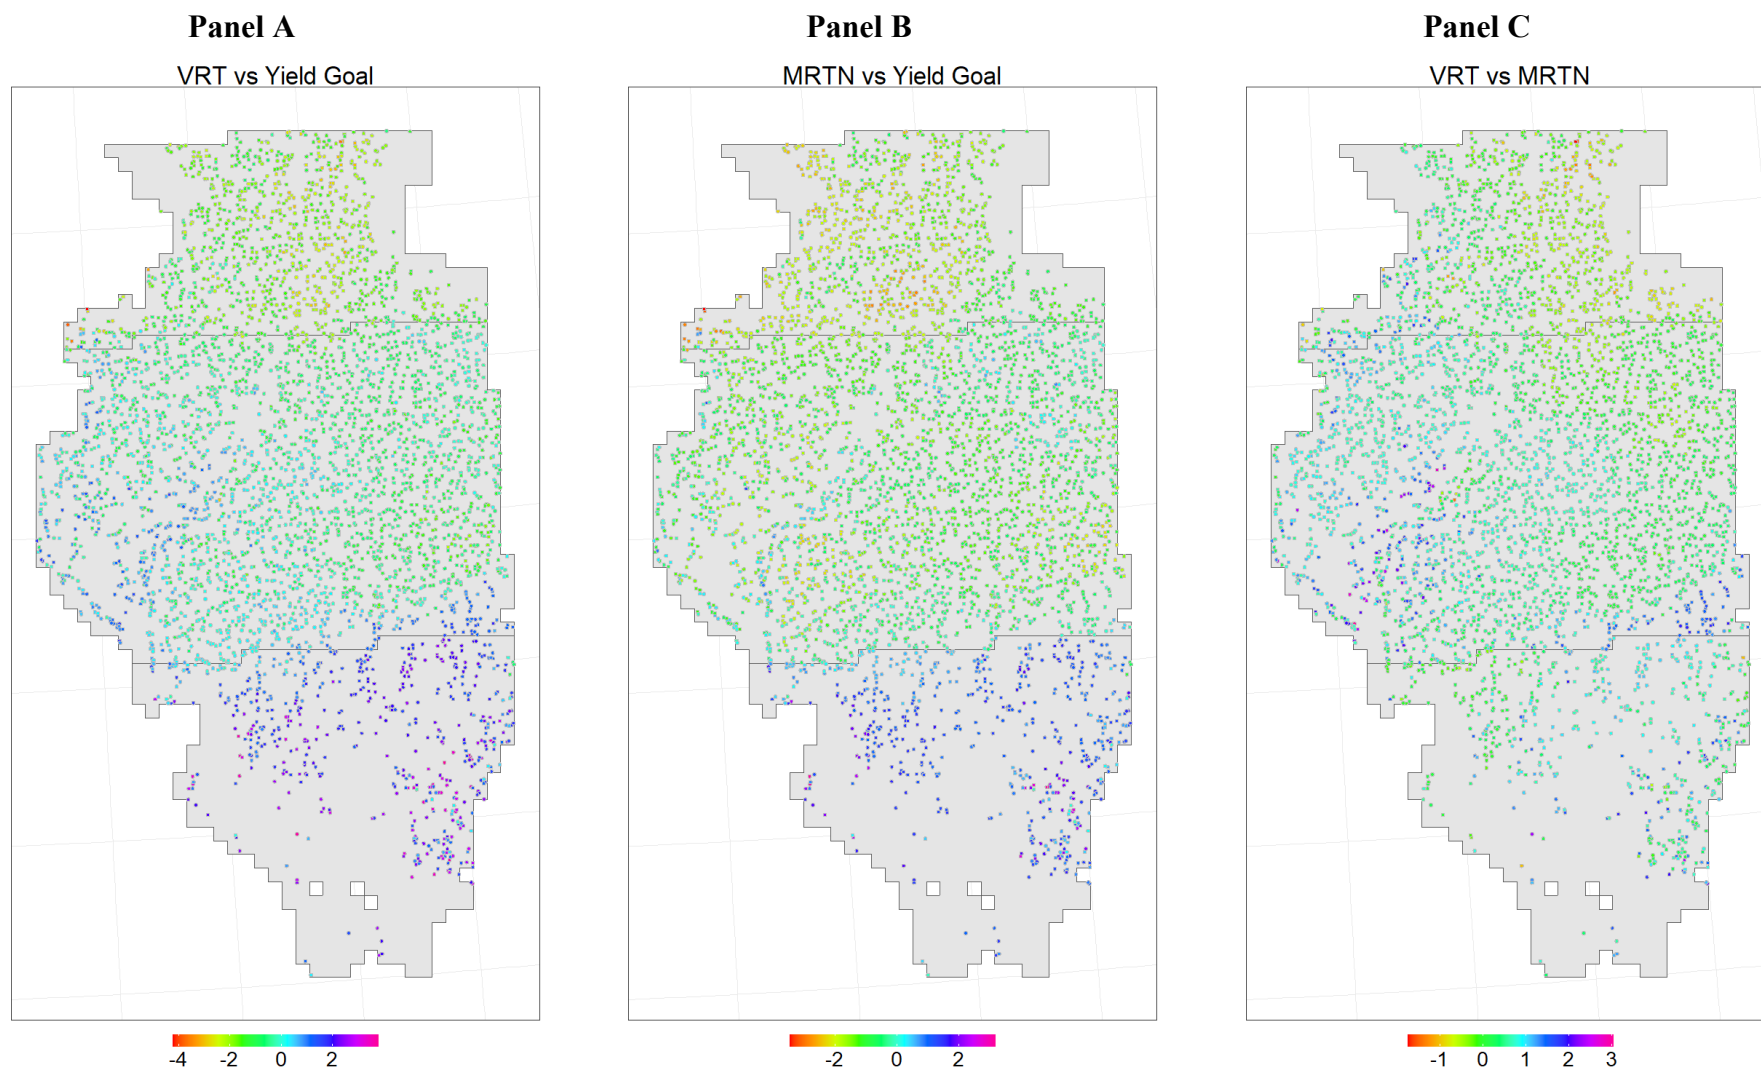 Panel A
Panel B
Panel C
VRT vs Yield Goal
MRTN vs Yield Goal
VRT vs MRTN
-4 -2 0 2
-2 0 2
-1 0 1 2 3